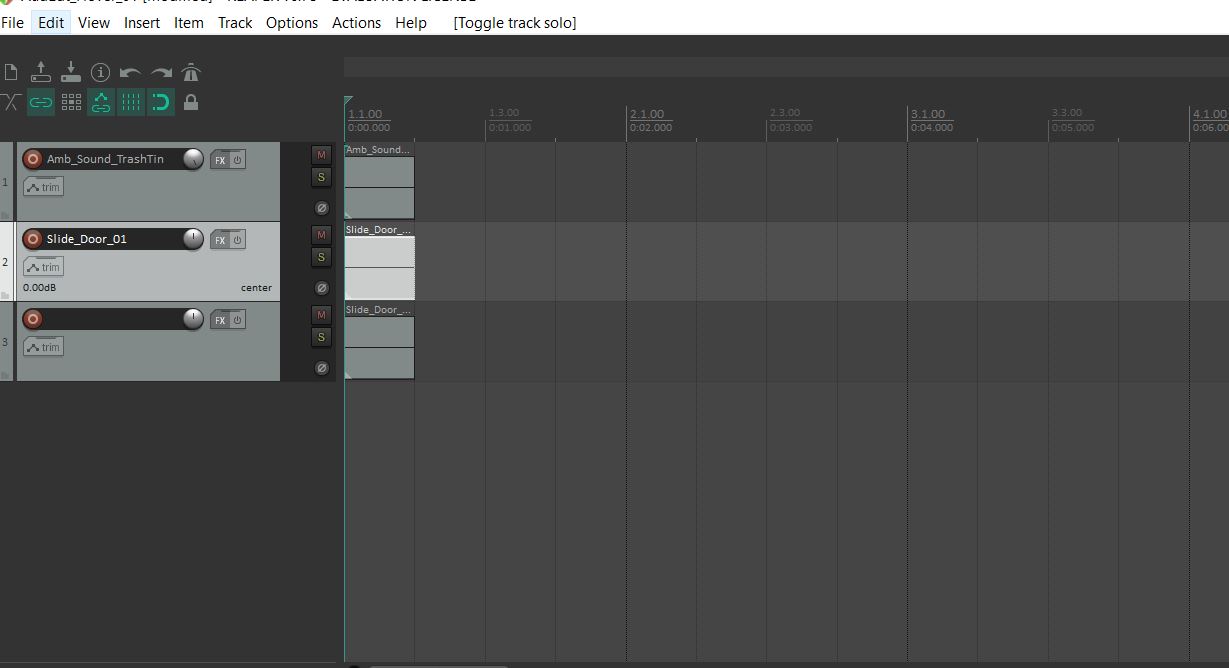 File Edit View Insert Item Track Options Actions Help [Toggle track solo]
1.1.00 1.3.00 2.1.00 2.3.00 3.1.00 3.3.00 4.1.00
0:00.000 0:01.000 0:02.000 0:03.000 0:04.000 0:05.000 0:06.00
1 Amb_Sound_TrashTin FX M Amb_Sound...
trim S
2 Slide_Door_01 FX M Slide_Door_...
trim S
0.00dB center
3 FX M Slide_Door_...
trim S